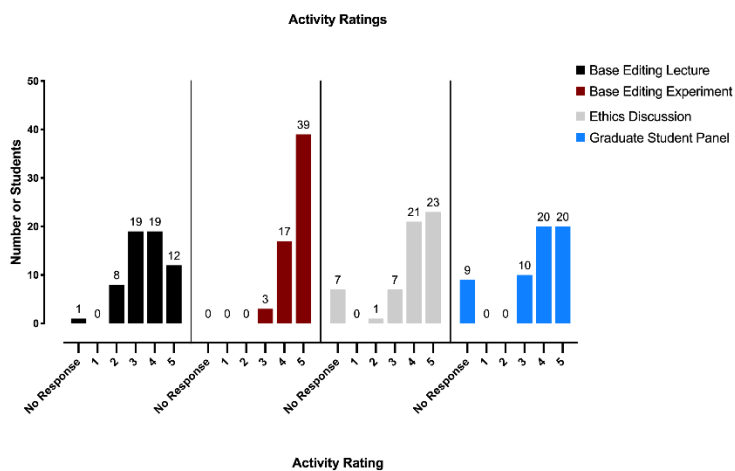 Activity Ratings
Number or Students
50
40
30
20
10
0
1 0 8 19 19 12
0 0 0 3 17 39
7 0 1 7 21 23
9 0 0 10 20 20
No Response 1 2 3 4 5
No Response 1 2 3 4 5
No Response 1 2 3 4 5
No Response 1 2 3 4 5
Activity Rating
Base Editing Lecture
Base Editing Experiment
Ethics Discussion
Graduate Student Panel